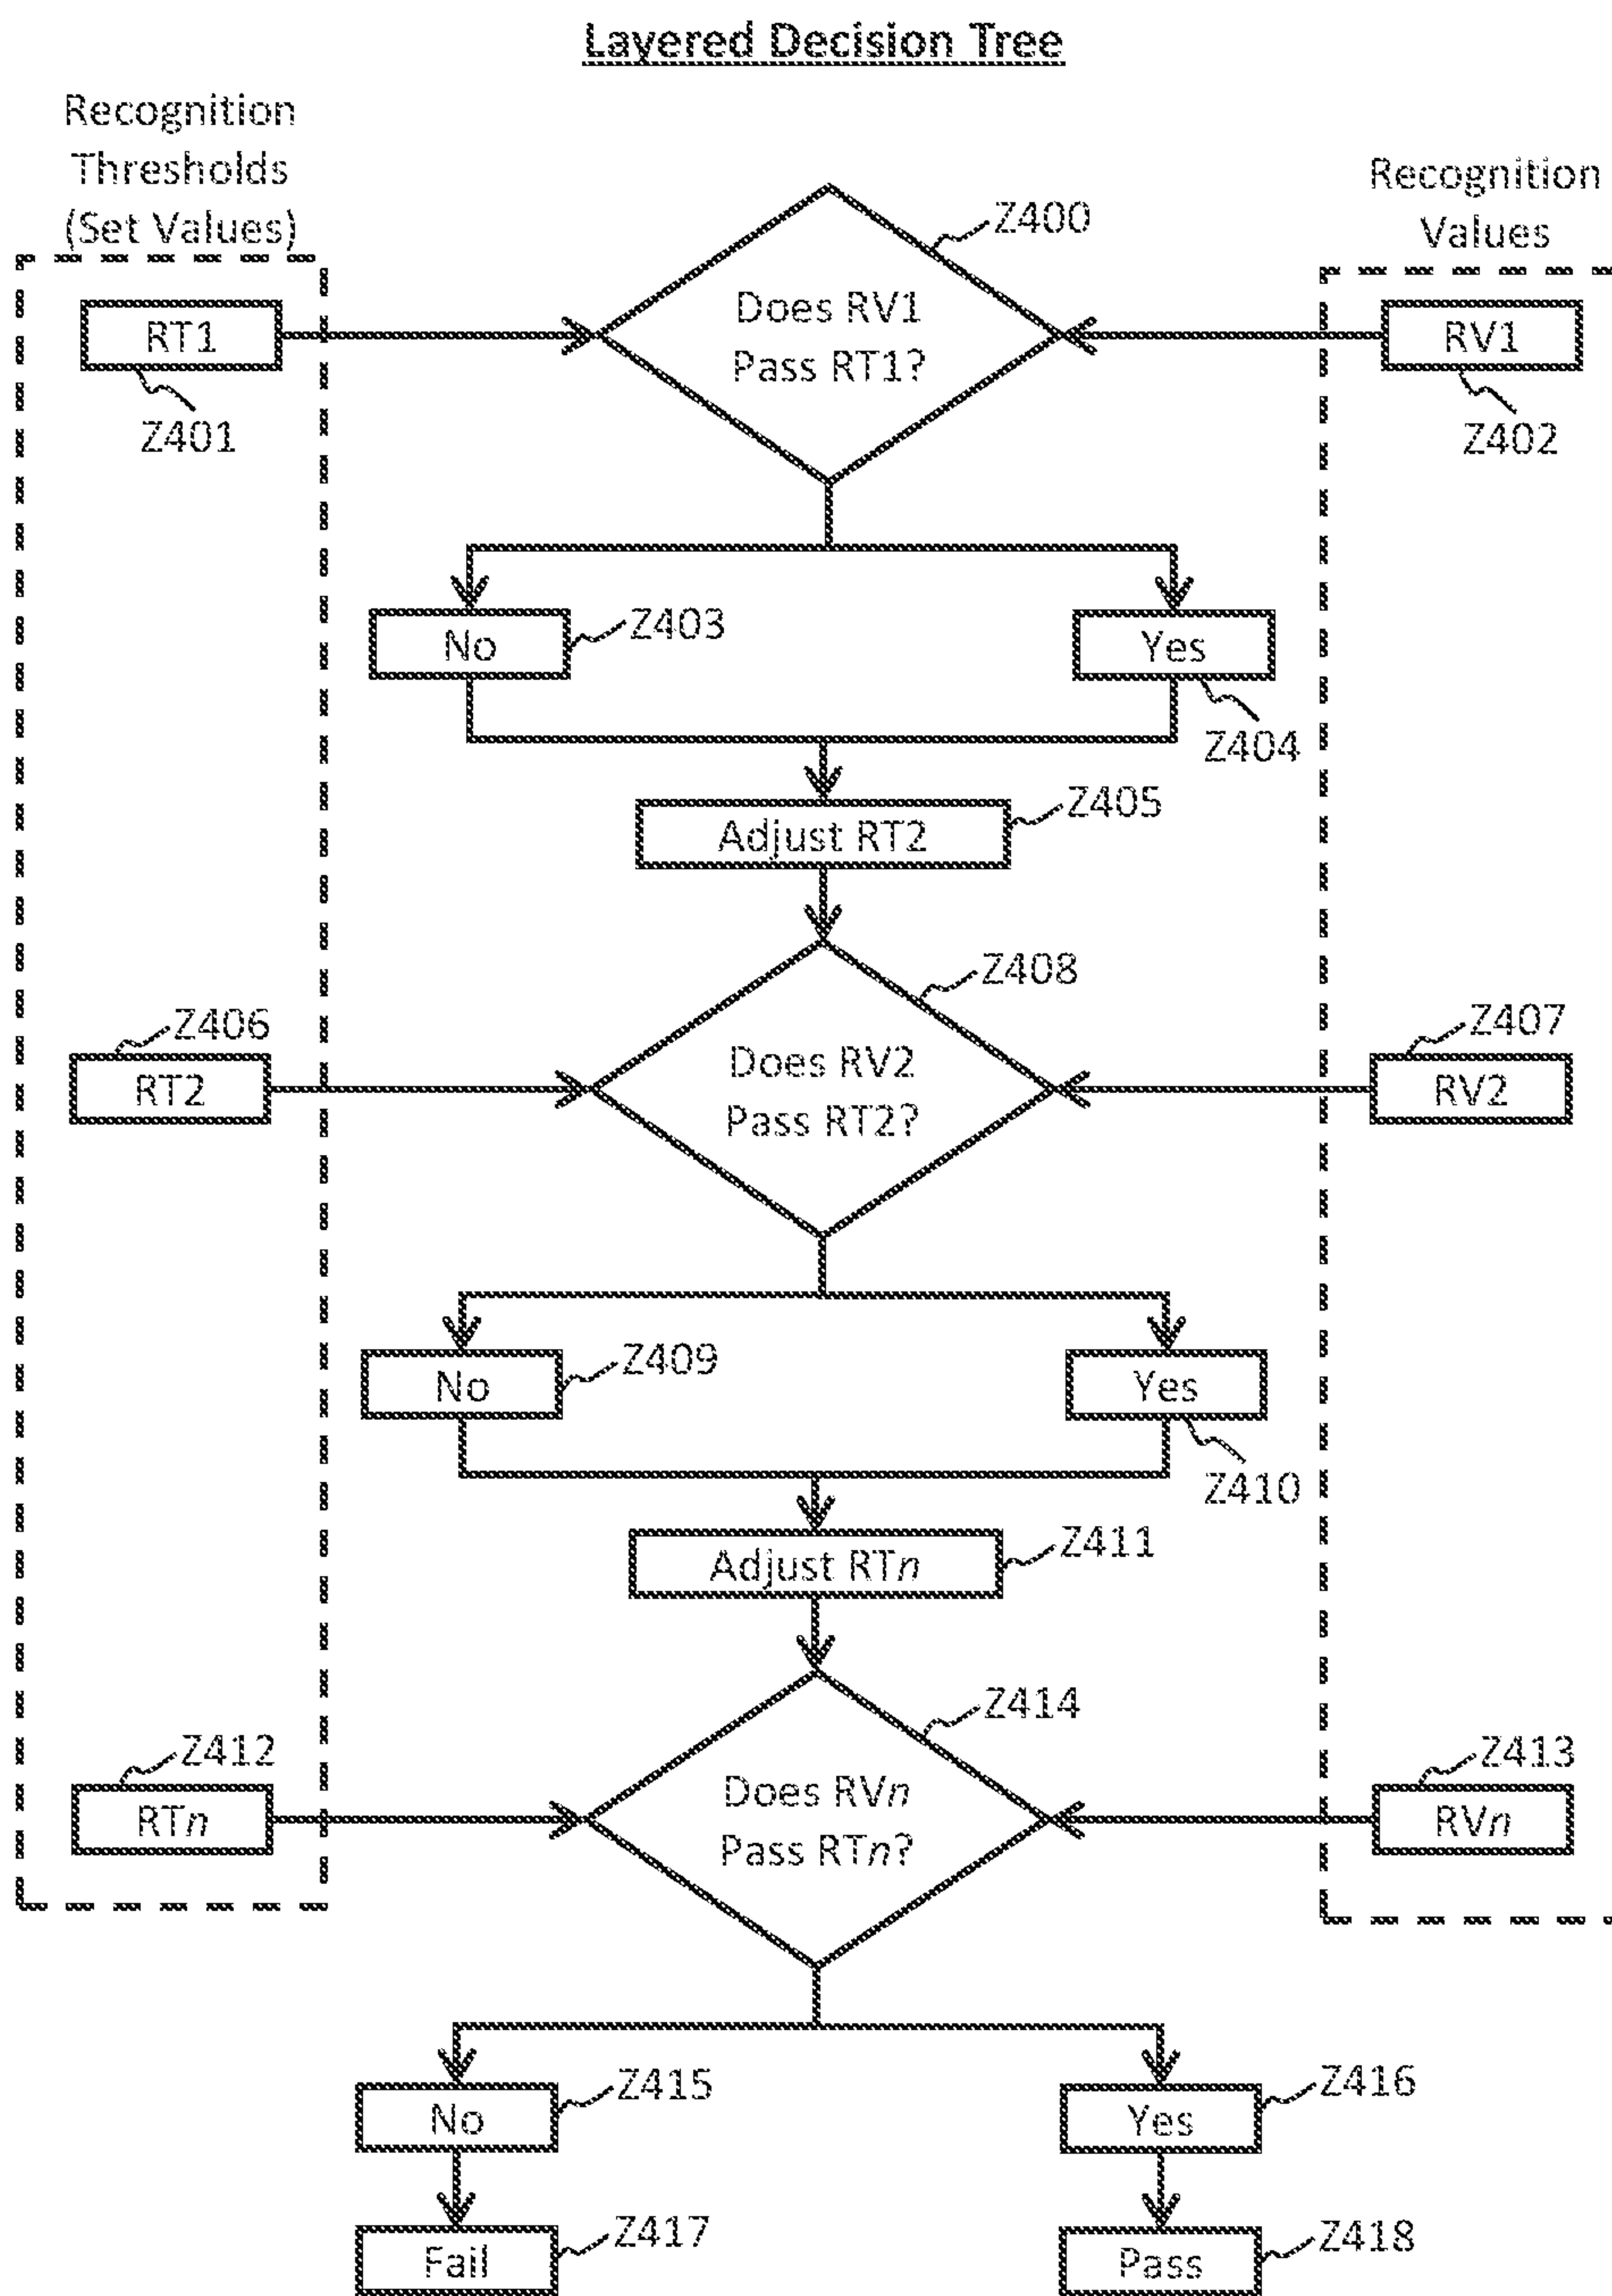 Layered Decision Tree
Recognition
Thresholds
(Set Values)
Recognition
Values
Z400
RT1
Does RV1
Pass RT1?
RV1
Z401
Z402
No
Z403
Yes
Z404
Adjust RT2
Z405
Z408
Z406
RT2
Does RV2
Pass RT2?
Z407
RV2
No
Z409
Yes
Z410
Adjust RTn
Z411
Z414
Z412
RTn
Does RVn
Pass RTn?
Z413
RVn
No
Z415
Yes
Z416
Fail
Z417
Pass
Z418